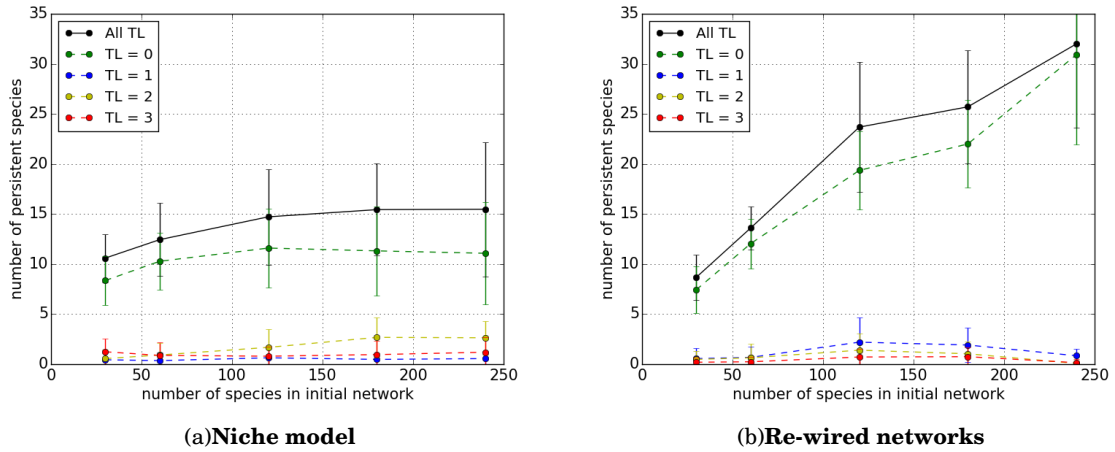 35
30
25
20
15
10
5
0
number of persistent species
All TL
TL = 0
TL = 1
TL = 2
TL = 3
0 50 100 150 200 250
number of species in initial network
(a)Niche model
35
30
25
20
15
10
5
0
number of persistent species
All TL
TL = 0
TL = 1
TL = 2
TL = 3
0 50 100 150 200 250
number of species in initial network
(b)Re-wired networks